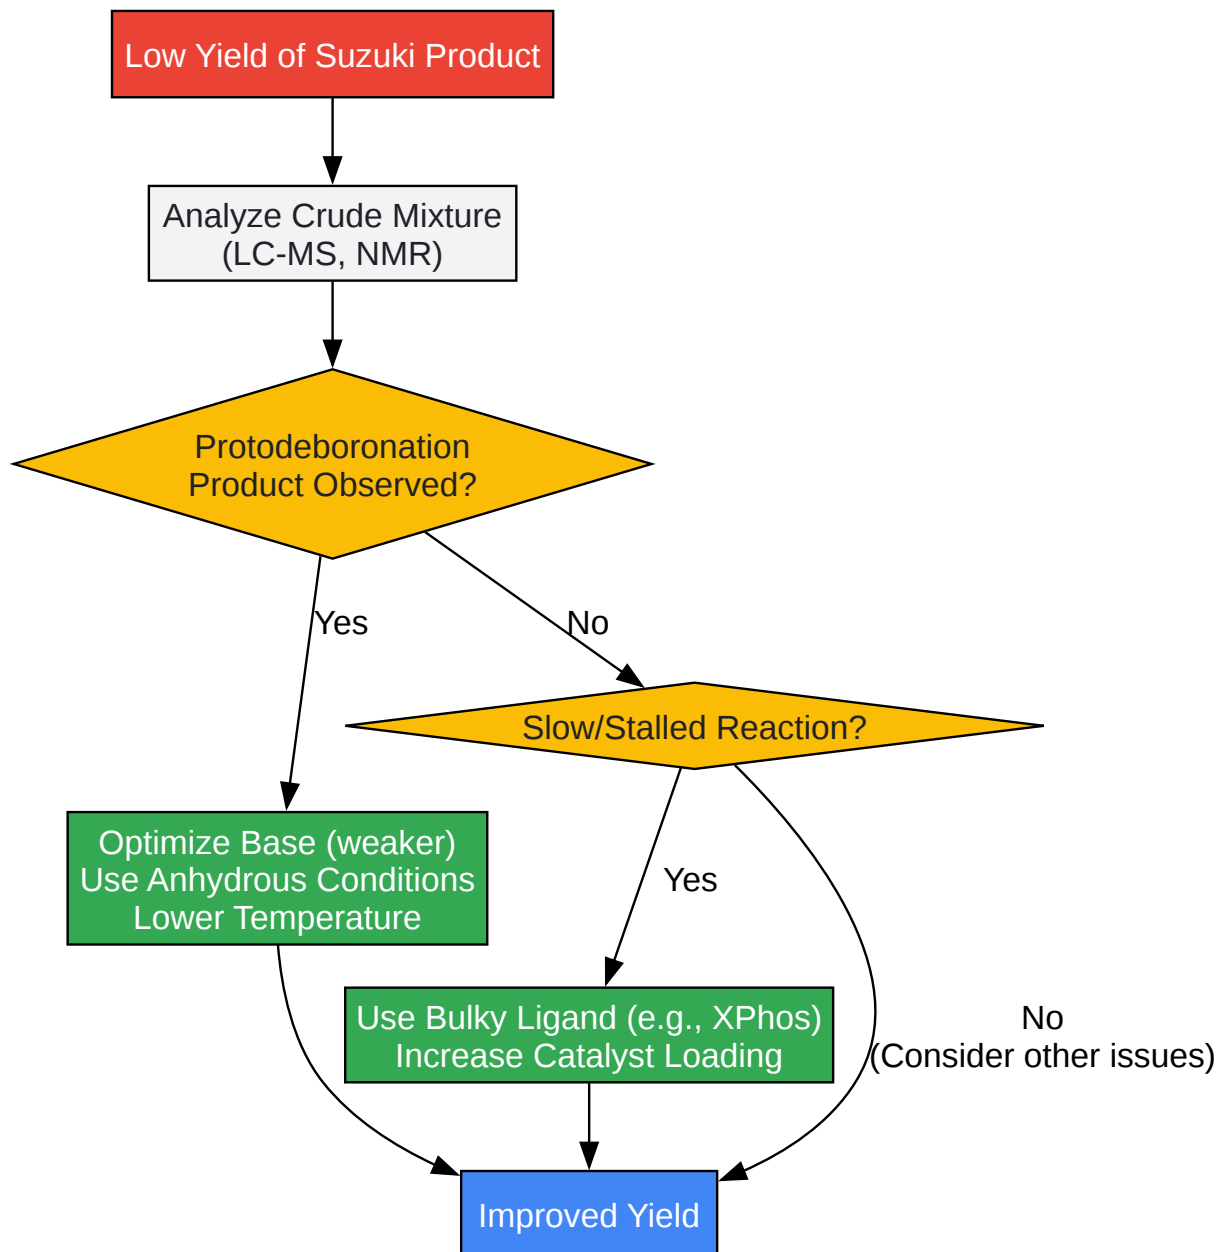 Low Yield of Suzuki Product
Analyze Crude Mixture
(LC-MS, NMR)
Protodeboronation
Product Observed?
Yes
No
Slow/Stalled Reaction?
Optimize Base (weaker)
Use Anhydrous Conditions
Lower Temperature
Yes
Use Bulky Ligand (e.g., XPhos)
Increase Catalyst Loading
No
(Consider other issues)
Improved Yield